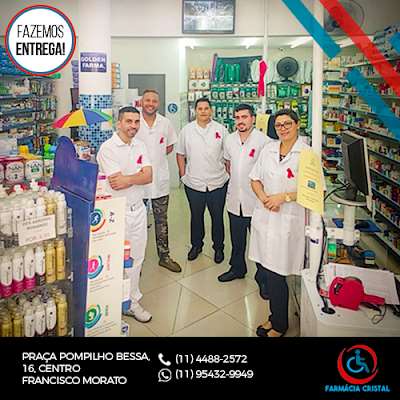 FAZEMOS
ENTREGA!
GOLDEN
FARMA.
PRAÇA POMPILHO BESSA,
16, CENTRO
FRANCISCO MORATO
(11) 4488-2572
(11) 95432-9949
FARMÁCIA CRISTAL